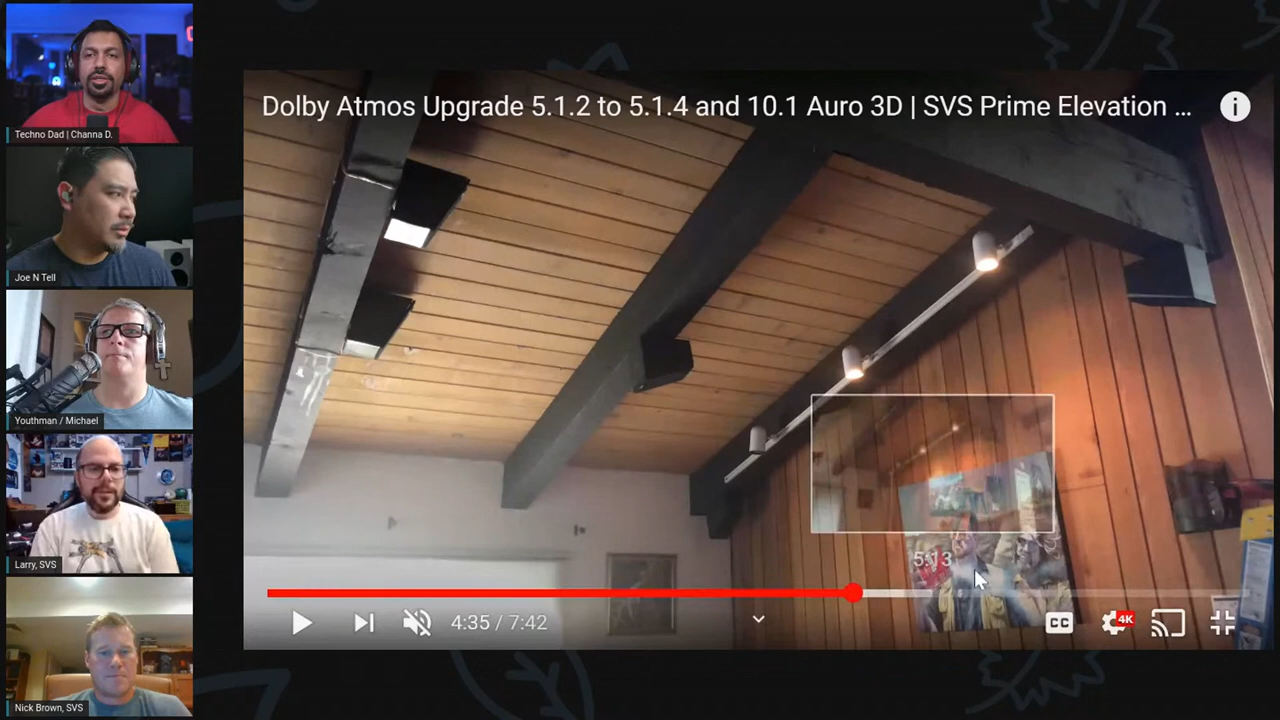 Techno Dad | Channa D.
Joe N Tell
Youthman / Michael
Larry, SVS
Nick Brown, SVS
Dolby Atmos Upgrade 5.1.2 to 5.1.4 and 10.1 Auro 3D | SVS Prime Elevation ...
5:13
4:35 / 7:42
CC
4K